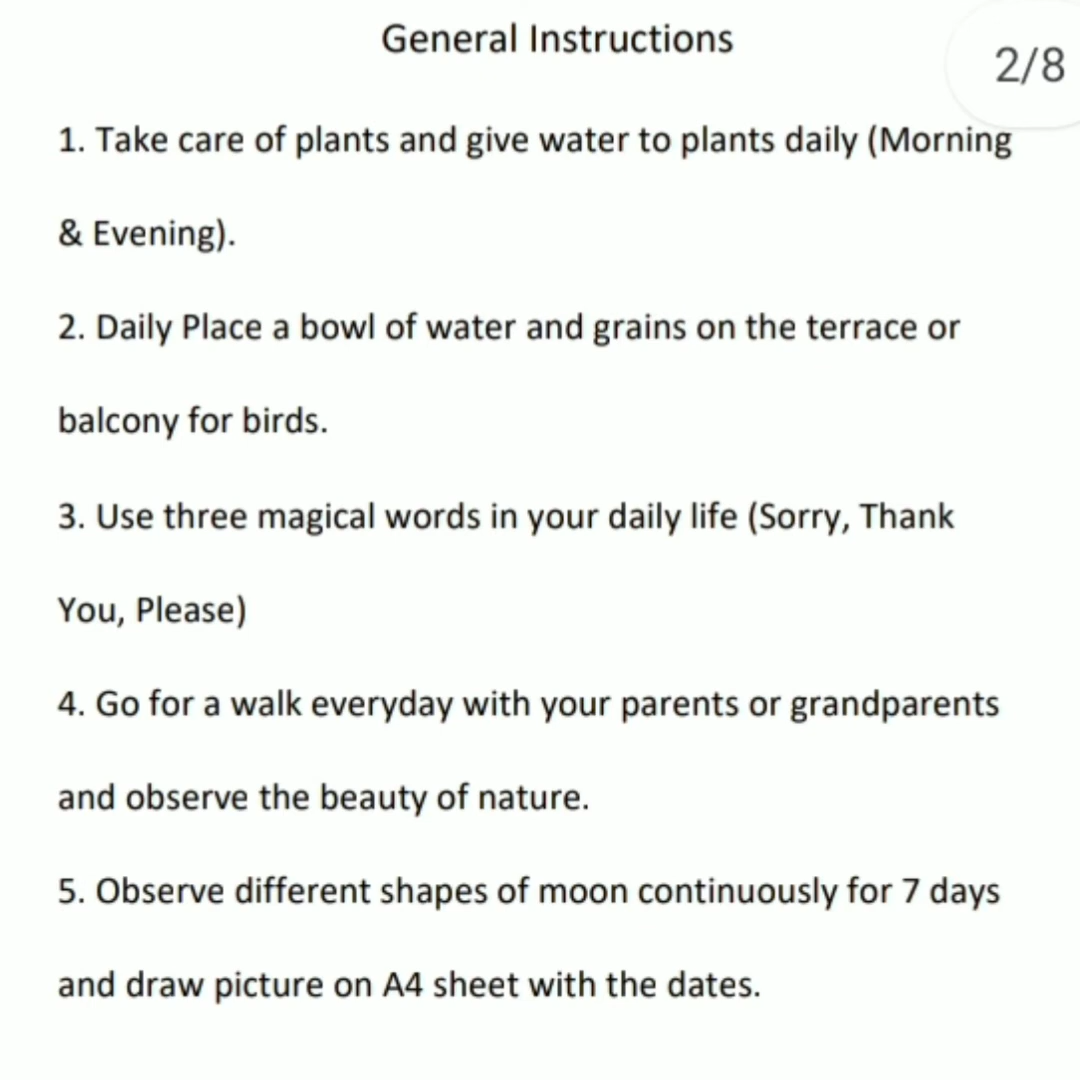 General Instructions
2/8
1. Take care of plants and give water to plants daily (Morning
& Evening).
2. Daily Place a bowl of water and grains on the terrace or
balcony for birds.
3. Use three magical words in your daily life (Sorry, Thank
You, Please)
4. Go for a walk everyday with your parents or grandparents
and observe the beauty of nature.
5. Observe different shapes of moon continuously for 7 days
and draw picture on A4 sheet with the dates.